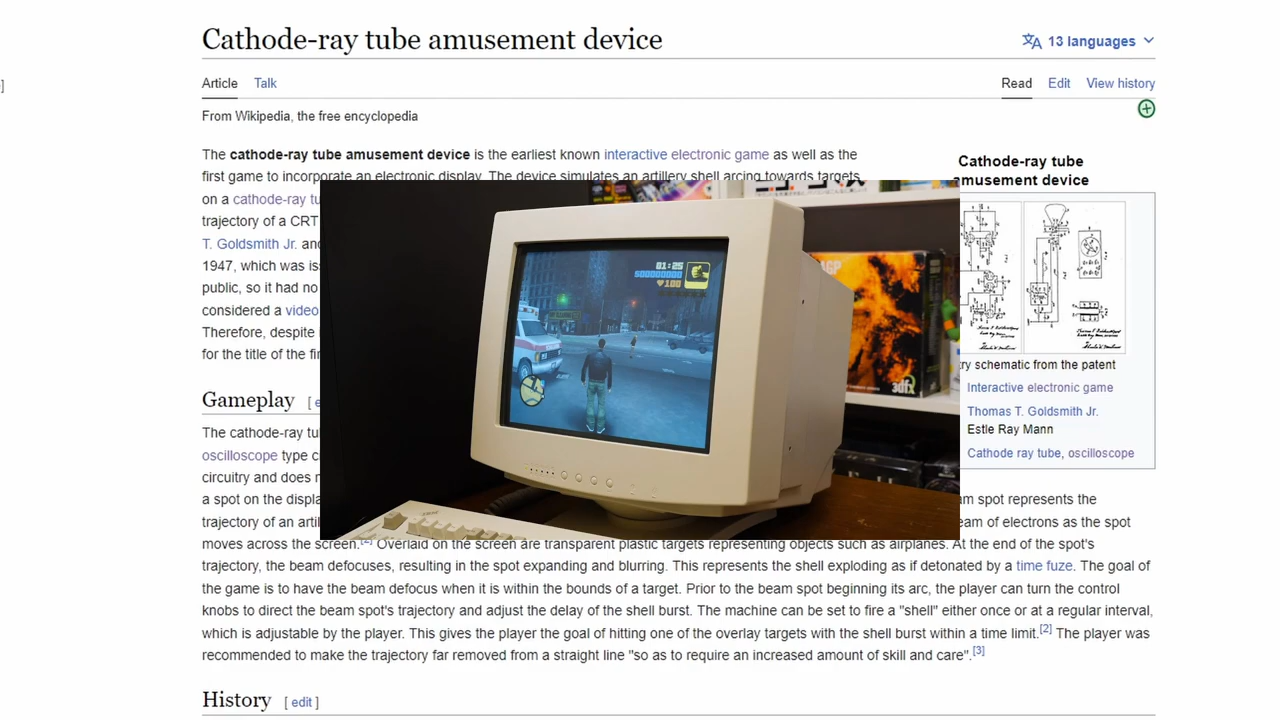 Cathode-ray tube amusement device
13 languages
Article Talk Read Edit View history
From Wikipedia, the free encyclopedia
The cathode-ray tube amusement device is the earliest known interactive electronic game as well as the
first game to incorporate an electronic display. The device simulates an artillery shell arcing towards targets
on a cathode-ray tu
trajectory of a CRT
T. Goldsmith Jr. and
1947, which was iss
public, so it had no
considered a video
Therefore, despite
for the title of the fir
Cathode-ray tube
amusement device
ry schematic from the patent
Interactive electronic game
Thomas T. Goldsmith Jr.
Estle Ray Mann
Cathode ray tube, oscilloscope
01:25
$00000000
100
AGP
3dfx
Gameplay [ e
The cathode-ray tu
oscilloscope type c
circuitry and does n
a spot on the displa am spot represents the
trajectory of an artil eam of electrons as the spot
moves across the screen.[2] Overlaid on the screen are transparent plastic targets representing objects such as airplanes. At the end of the spot's
trajectory, the beam defocuses, resulting in the spot expanding and blurring. This represents the shell exploding as if detonated by a time fuze. The goal of
the game is to have the beam defocus when it is within the bounds of a target. Prior to the beam spot beginning its arc, the player can turn the control
knobs to direct the beam spot's trajectory and adjust the delay of the shell burst. The machine can be set to fire a "shell" either once or at a regular interval,
which is adjustable by the player. This gives the player the goal of hitting one of the overlay targets with the shell burst within a time limit.[2] The player was
recommended to make the trajectory far removed from a straight line "so as to require an increased amount of skill and care".[3]
History [ edit ]